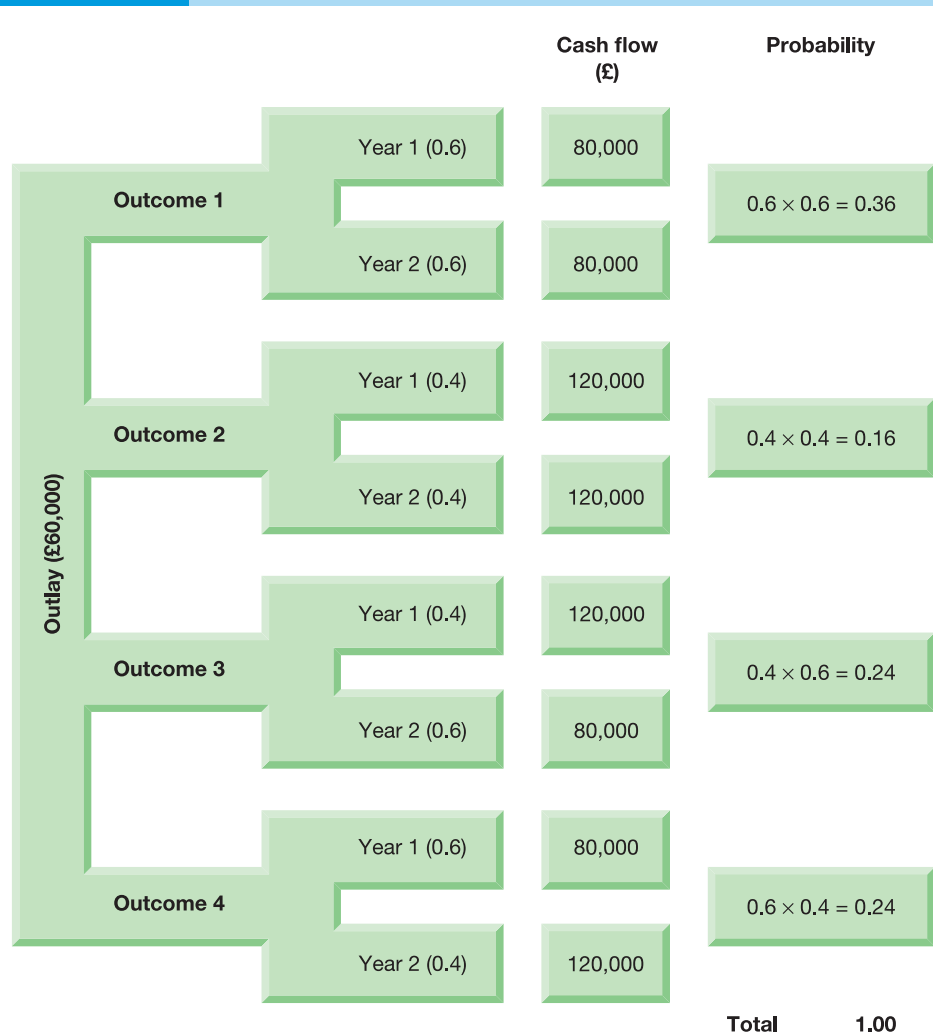 Cash flow
(£)
Probability
Year 1 (0.6)
80,000
Outcome 1
0.6 × 0.6 = 0.36
Year 2 (0.6)
80,000
Year 1 (0.4)
120,000
Outcome 2
0.4 × 0.4 = 0.16
Year 2 (0.4)
120,000
Outlay (£60,000)
Year 1 (0.4)
120,000
Outcome 3
0.4 × 0.6 = 0.24
Year 2 (0.6)
80,000
Year 1 (0.6)
80,000
Outcome 4
0.6 × 0.4 = 0.24
Year 2 (0.4)
120,000
Total 1.00